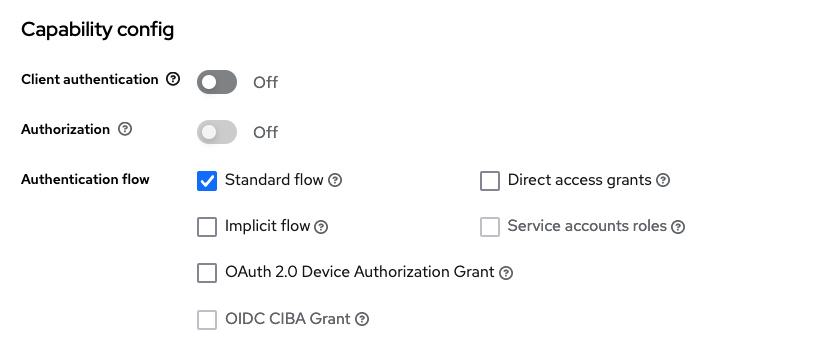 Capability config
Client authentication Off
Authorization Off
Authentication flow Standard flow Direct access grants
Implicit flow Service accounts roles
OAuth 2.0 Device Authorization Grant
OIDC CIBA Grant